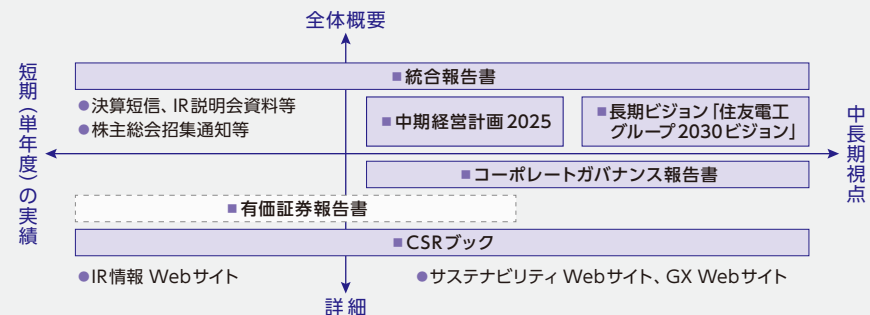 全体概要
短期（単年度）の実績
■統合報告書
●決算短信、IR説明会資料等
●株主総会招集通知等
■中期経営計画2025
■長期ビジョン「住友電工
グループ2030ビジョン」
中長期視点
■コーポレートガバナンス報告書
■有価証券報告書
■CSRブック
●IR情報 Webサイト
●サステナビリティ Webサイト、GX Webサイト
詳細